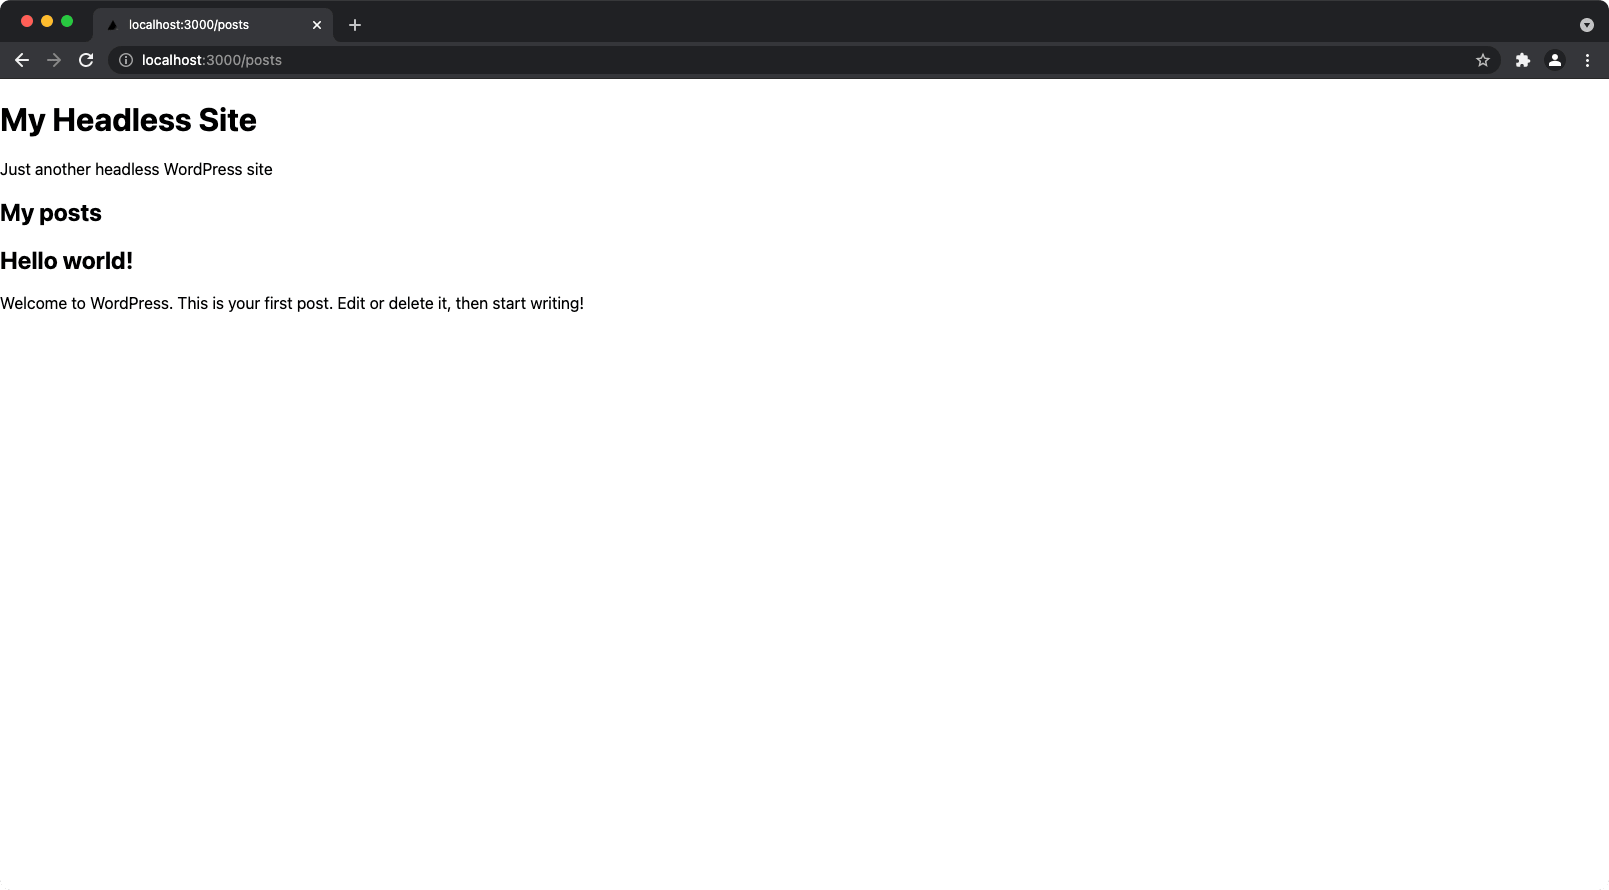 localhost:3000/posts
localhost:3000/posts
My Headless Site
Just another headless WordPress site
My posts
Hello world!
Welcome to WordPress. This is your first post. Edit or delete it, then start writing!